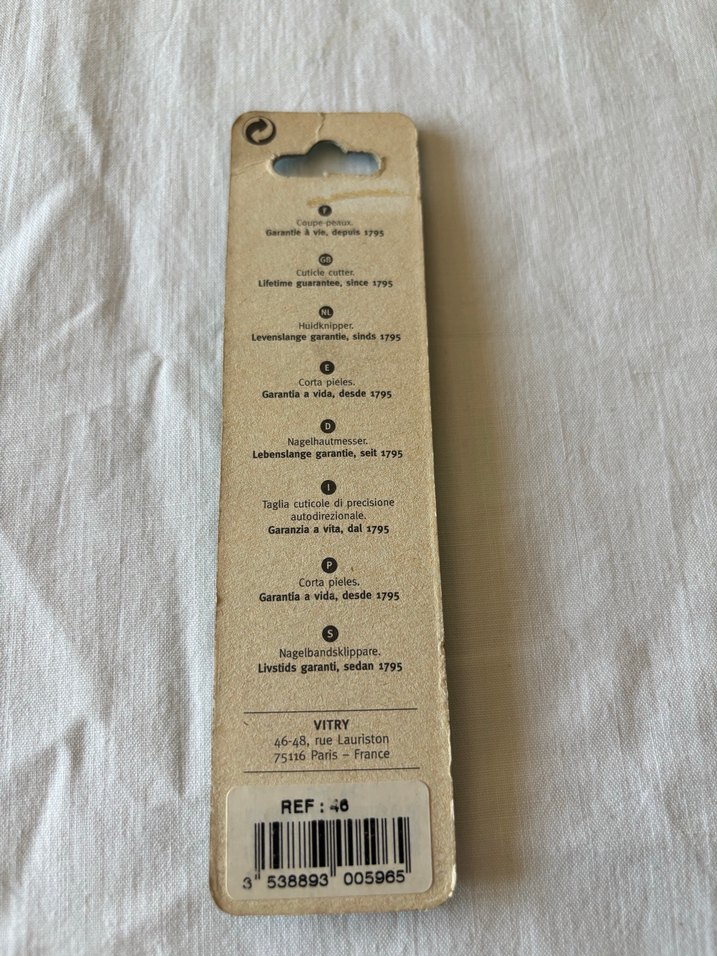 F
Coupe-peaux.
Garantie à vie, depuis 1795
GB
Cuticle cutter.
Lifetime guarantee, since 1795
NL
Huidknipper.
Levenslange garantie, sinds 1795
E
Corta pieles.
Garantia a vida, desde 1795
D
Nagelhautmesser.
Lebenslange garantie, seit 1795
I
Taglia cuticole di precisione
autodirezionale.
Garanzia a vita, dal 1795
P
Corta pieles.
Garantia a vida, desde 1795
S
Nagelbandsklippare.
Livstids garanti, sedan 1795
VITRY
46-48, rue Lauriston
75116 Paris – France
REF : 46
3 538893 005965